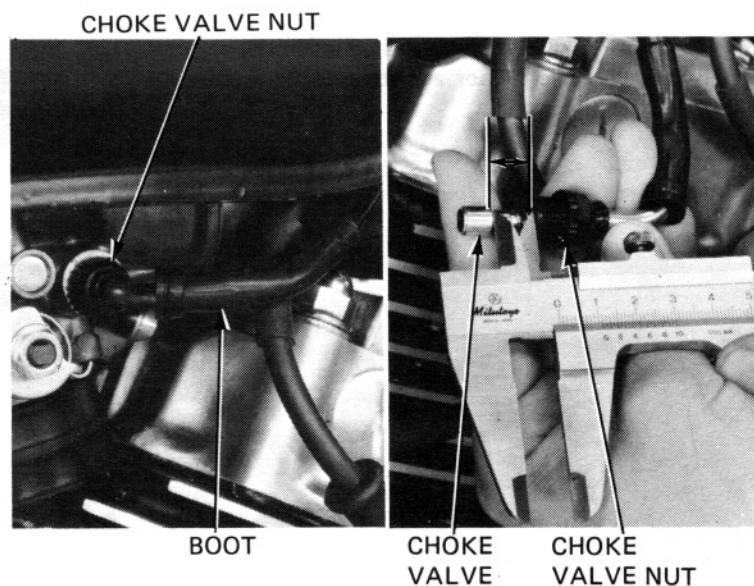 CHOKE VALVE NUT
Mitutoyo
0 1 2 3 4 5
BOOT
CHOKE
VALVE
CHOKE
VALVE NUT